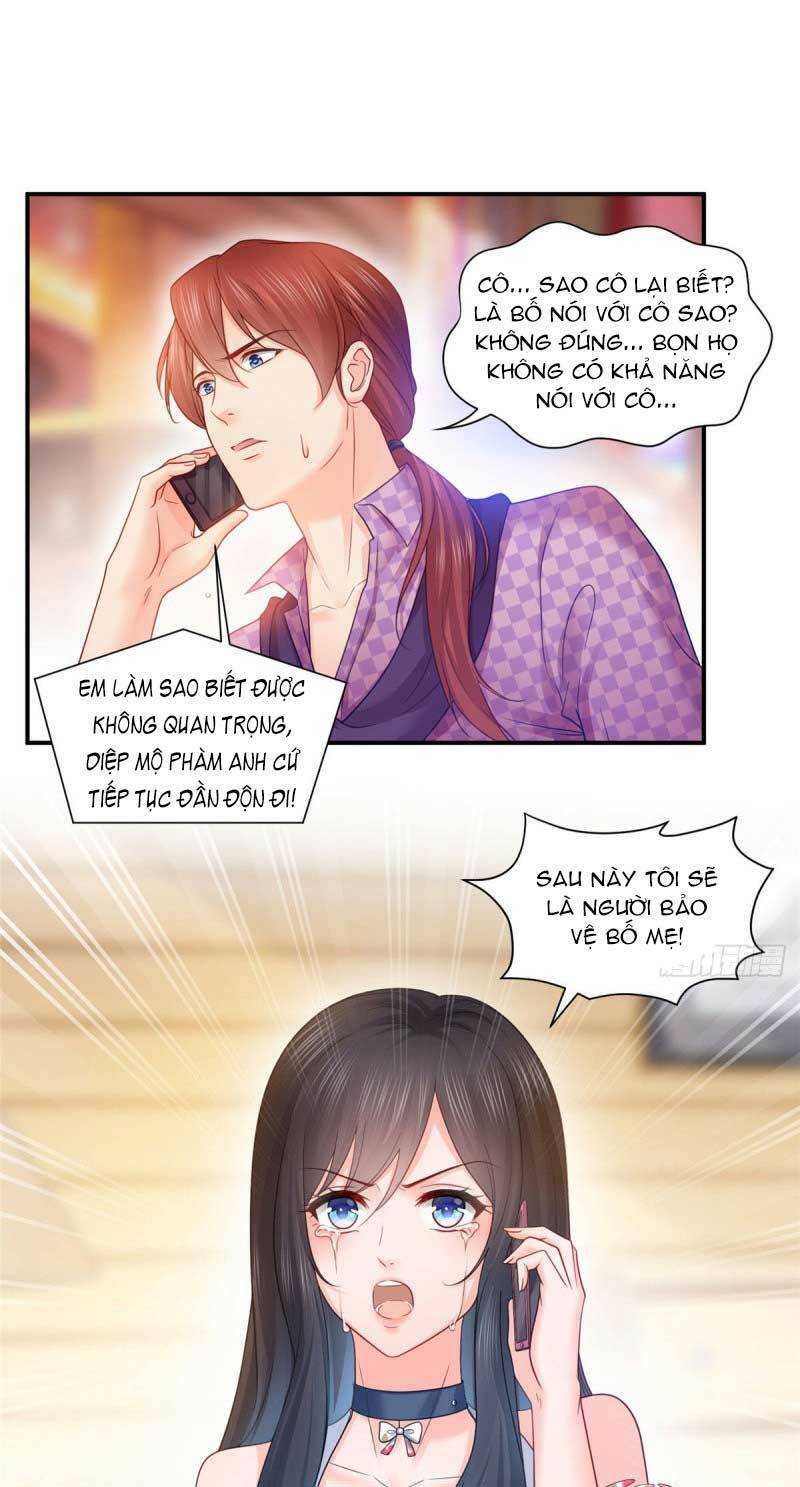 CÔ... SAO CÔ LẠI BIẾT?
LÀ BỐ NÓI VỚI CÔ SAO?
KHÔNG ĐÚNG... BỌN HỌ
KHÔNG CÓ KHẢ NĂNG
NÓI VỚI CÔ...
EM LÀM SAO BIẾT ĐƯỢC
KHÔNG QUAN TRỌNG,
DIỆP MỘ PHÀM ANH CỨ
TIẾP TỤC ĐẦN ĐỘN ĐI!
SAU NÀY TÔI SẼ
LÀ NGƯỜI BẢO
VỆ BỐ MẸ!